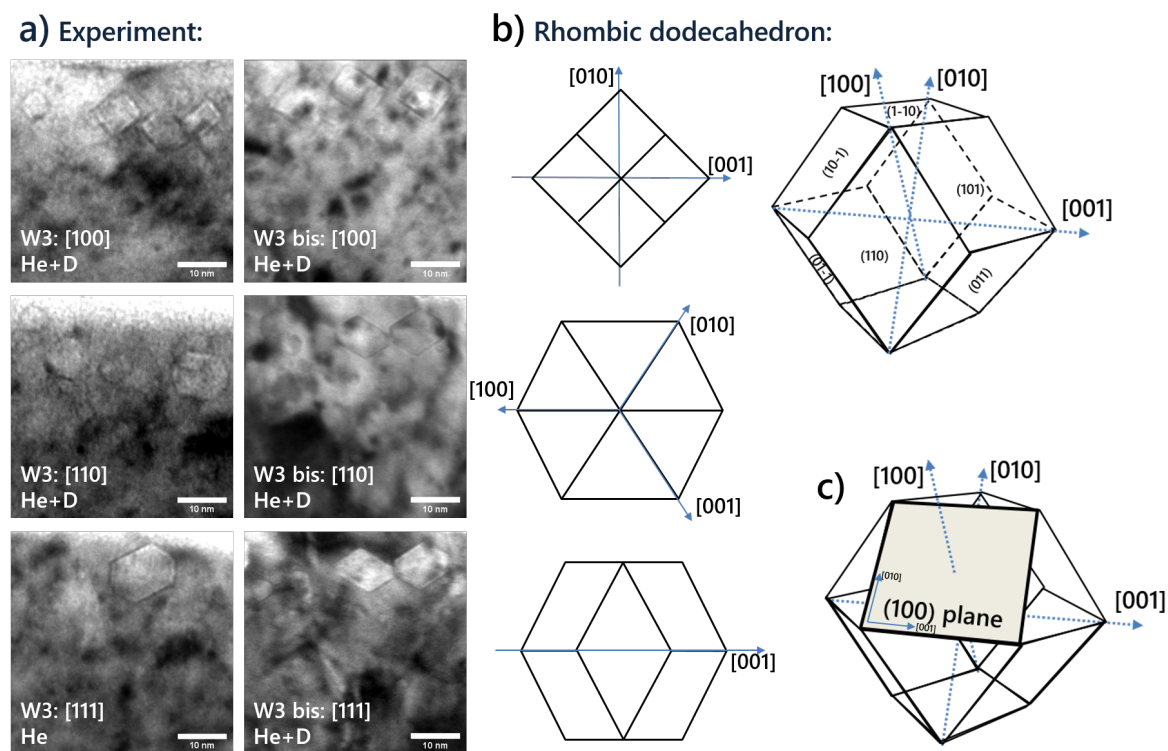 a) Experiment:
W3: [100]
He+D
10 nm
W3 bis: [100]
He+D
10 nm
W3: [110]
He+D
10 nm
W3 bis: [110]
He+D
10 nm
W3: [111]
He
10 nm
W3 bis: [111]
He+D
10 nm
b) Rhombic dodecahedron:
[010]
[001]
[100]
[010]
(1-10)
(10-1)
(101)
[001]
(110)
(01-1)
(011)
[010]
[100]
[001]
[001]
c)
[100]
[010]
[010]
(100) plane
[001]
[001]